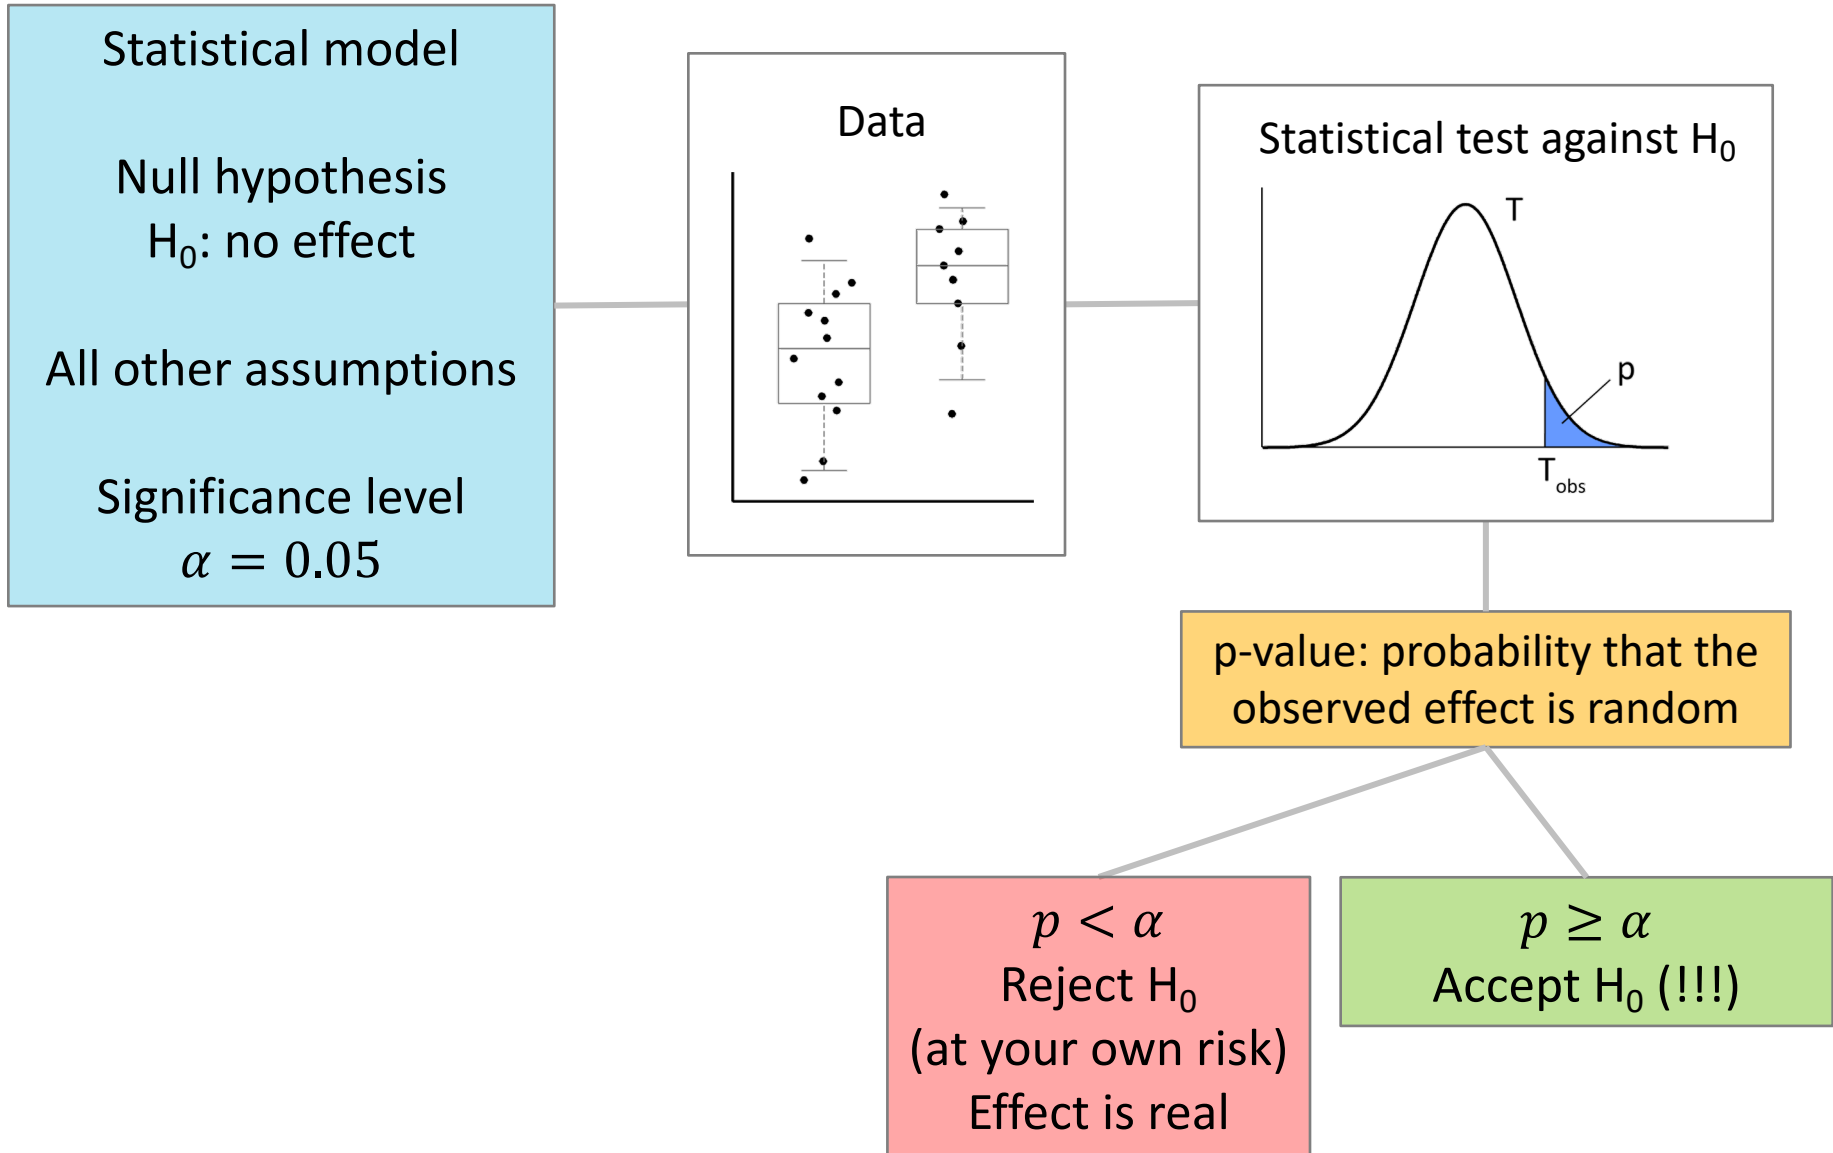 Statistical model
Null hypothesis
H₀: no effect
All other assumptions
Significance level
α = 0.05
Data
Statistical test against H₀
T
p
T_obs
p-value: probability that the
observed effect is random
p < α
Reject H₀
(at your own risk)
Effect is real
p ≥ α
Accept H₀ (!!!)